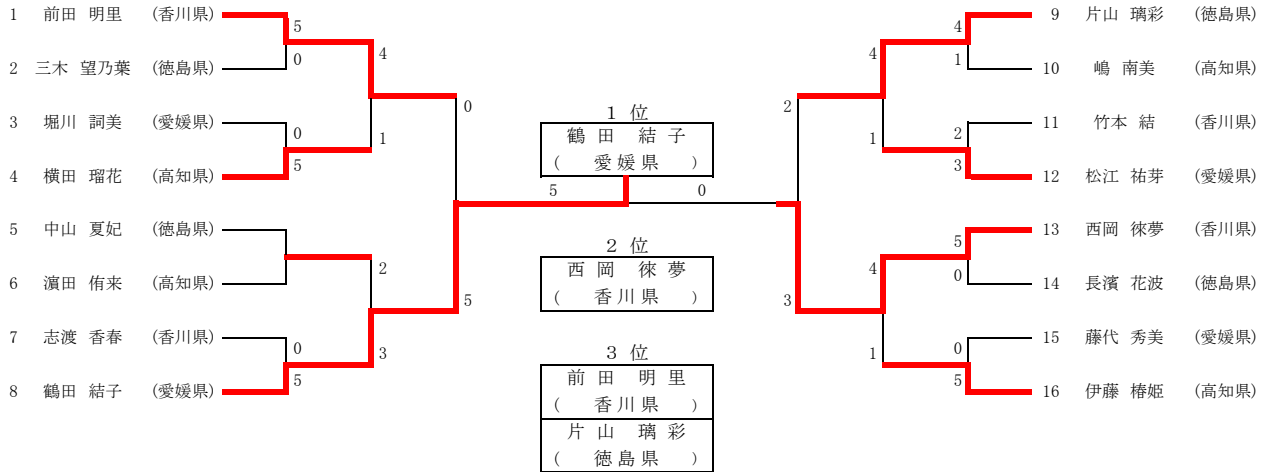 1 前田 明里 (香川県)
5
0
2 三木 望乃葉 (徳島県)
4
3 堀川 詞美 (愛媛県)
0
5
1
4 横田 瑠花 (高知県)
0
5 中山 夏妃 (徳島県)
2
6 濵田 侑来 (高知県)
5
7 志渡 香春 (香川県)
0
5
3
8 鶴田 結子 (愛媛県)
1 位
鶴 田 結 子
( 愛媛県 )
5 0
2 位
西 岡 徠 夢
( 香川県 )
3 位
前 田 明 里
( 香川県 )
片 山 璃 彩
( 徳島県 )
4 9 片山 璃彩 (徳島県)
4
1
10 嶋 南美 (高知県)
2
2 11 竹本 結 (香川県)
1
3
12 松江 祐芽 (愛媛県)
13 西岡 徠夢 (香川県)
5
4
0
14 長濱 花波 (徳島県)
3
15 藤代 秀美 (愛媛県)
0
1
5
16 伊藤 椿姫 (高知県)